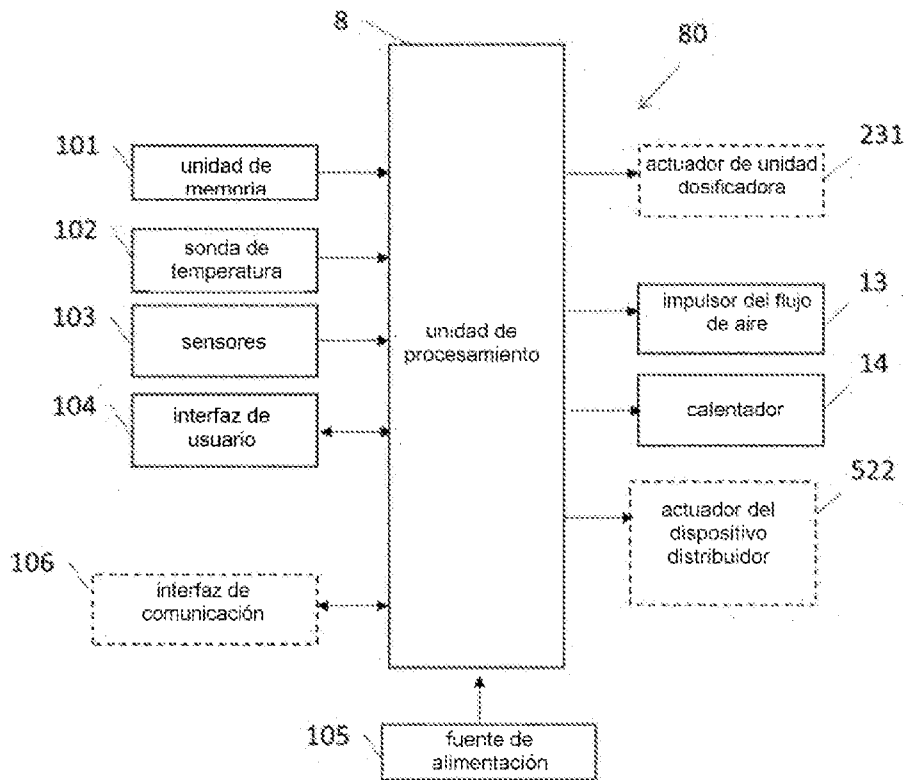 8
80
101
unidad de
memoria
102
sonda de
temperatura
103
sensores
104
interfaz de
usuario
106
interfaz de
comunicación
unidad de
procesamiento
231
actuador de unidad
dosificadora
13
impulsor del flujo
de aire
14
calentador
522
actuador del
dispositivo
distribuidor
105
fuente de
alimentación